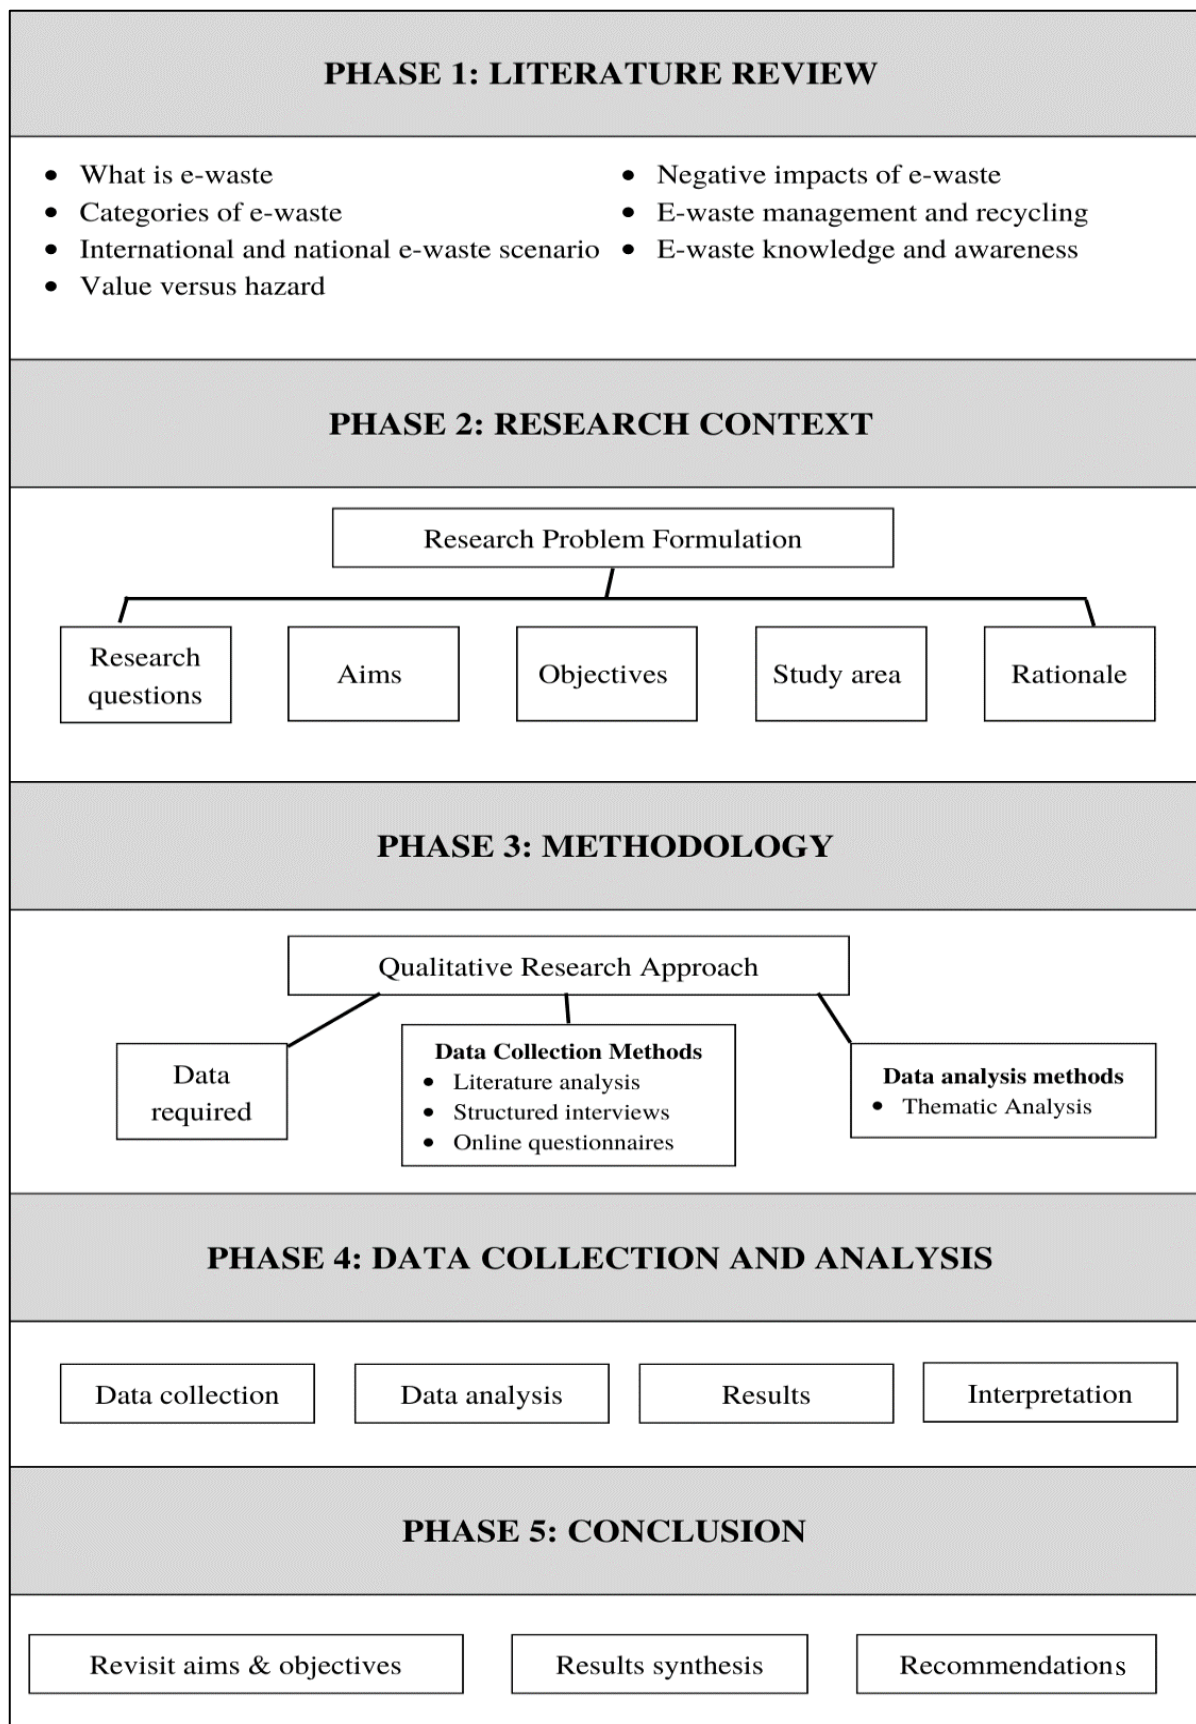 PHASE 1: LITERATURE REVIEW
• What is e-waste
• Categories of e-waste
• International and national e-waste scenario
• Value versus hazard
• Negative impacts of e-waste
• E-waste management and recycling
• E-waste knowledge and awareness
PHASE 2: RESEARCH CONTEXT
Research Problem Formulation
Research
questions
Aims
Objectives
Study area
Rationale
PHASE 3: METHODOLOGY
Qualitative Research Approach
Data
required
Data Collection Methods
• Literature analysis
• Structured interviews
• Online questionnaires
Data analysis methods
• Thematic Analysis
PHASE 4: DATA COLLECTION AND ANALYSIS
Data collection
Data analysis
Results
Interpretation
PHASE 5: CONCLUSION
Revisit aims & objectives
Results synthesis
Recommendations